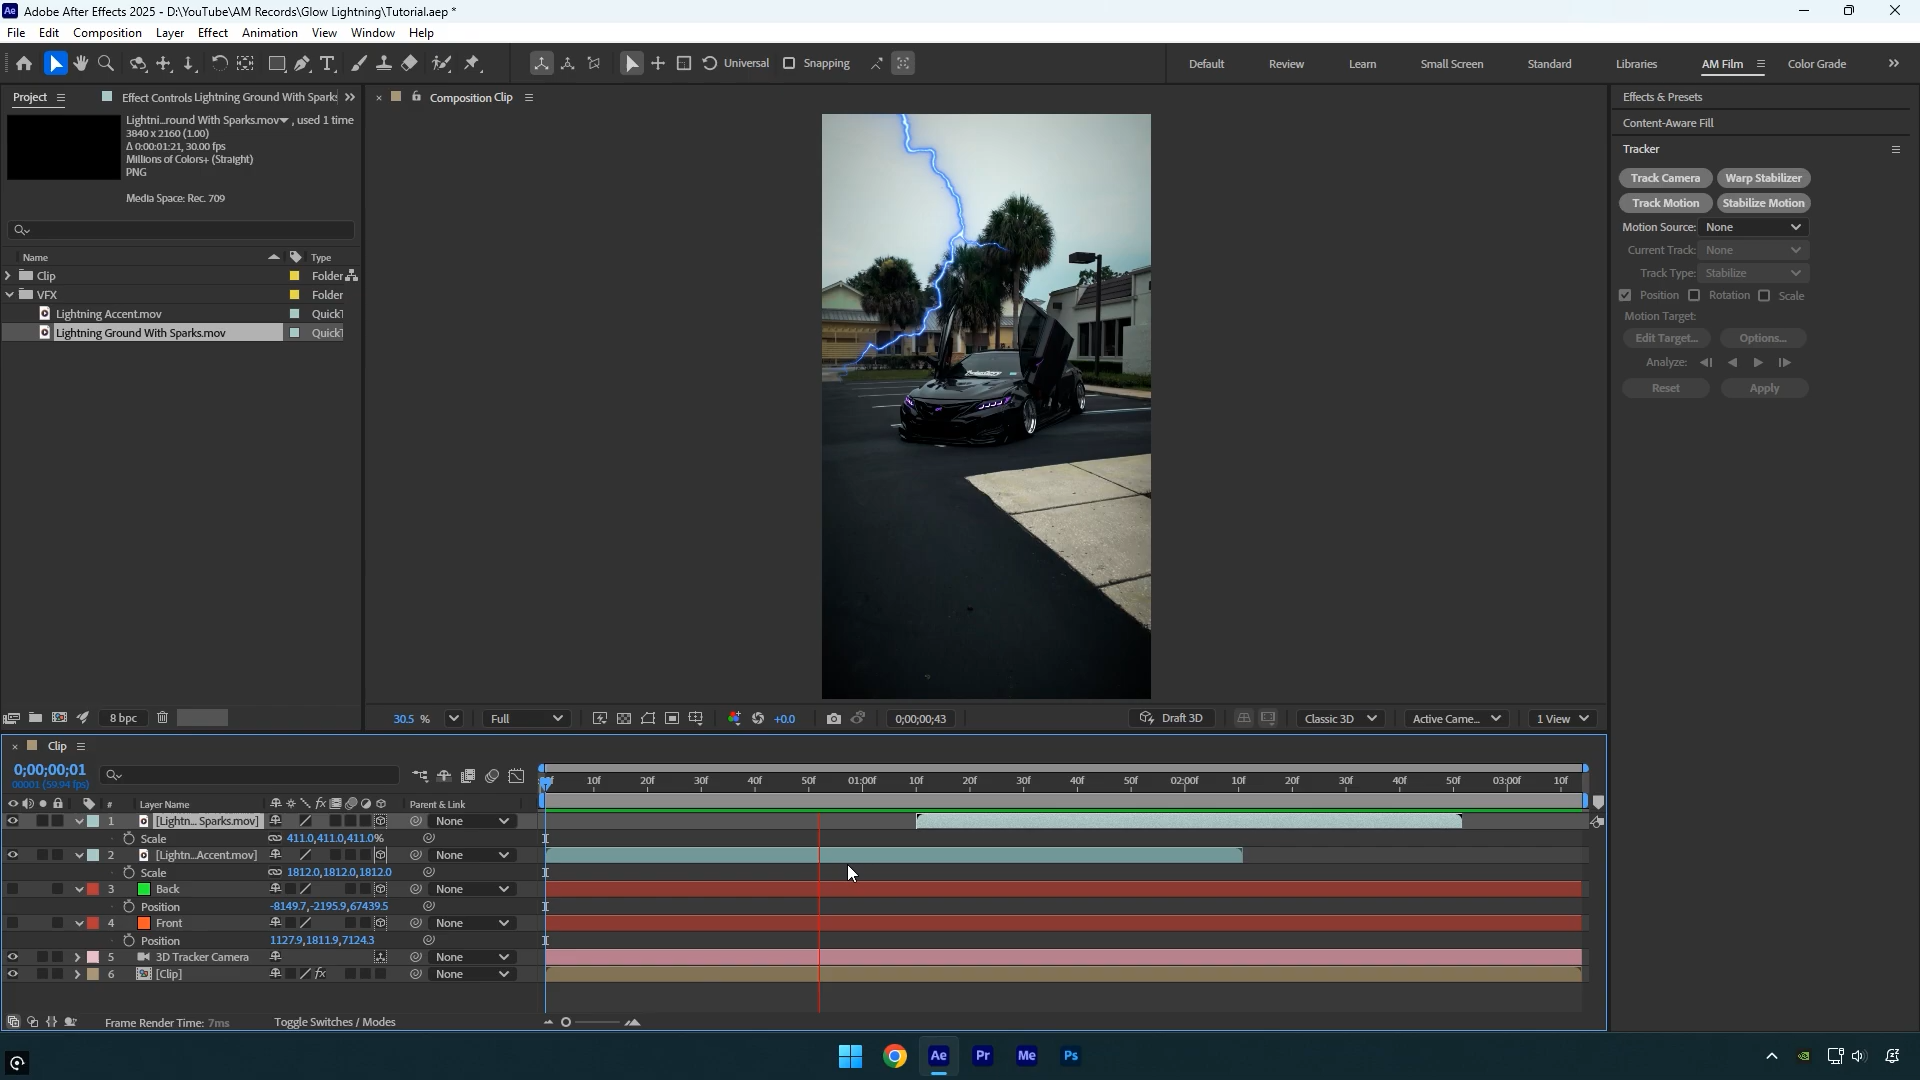 Adobe After Effects 2025 - D:\YouTube\AM Records\Glow Lightning\Tutorial.aep *
File Edit Composition Layer Effect Animation View Window Help
Universal Snapping Default Review Learn Small Screen Standard Libraries AM Film Color Grade
Project Effect Controls Lightning Ground With Spark
Composition Clip
Lightni...round With Sparks.mov , used 1 time
3840 x 2160 (1.00)
Δ 0:00:01:21, 30.00 fps
Millions of Colors+ (Straight)
PNG
Media Space: Rec. 709
Name Type
Clip Folder
VFX Folder
Lightning Accent.mov QuickT
Lightning Ground With Sparks.mov QuickT
Effects & Presets
Content-Aware Fill
Tracker
Track Camera Warp Stabilizer
Track Motion Stabilize Motion
Motion Source: None
Current Track: None
Track Type: Stabilize
Position Rotation Scale
Motion Target:
Edit Target... Options...
Analyze:
Reset Apply
8 bpc
30.5 % Full +0.0 0;00;00;43 Draft 3D Classic 3D Active Came... 1 View
Clip
0;00;00;01
00001 (59.94 fps)
10f 20f 30f 40f 50f 01:00f 10f 20f 30f 40f 50f 02:00f 10f 20f 30f 40f 50f 03:00f 10f
# Layer Name fx Parent & Link
1 [Lightn... Sparks.mov] None
Scale 411.0,411.0,411.0%
2 [Lightn...Accent.mov] None
Scale 1812.0,1812.0,1812.0
3 Back None
Position -8149.7,-2195.9,67439.5
4 Front None
Position 1127.9,1811.9,7124.3
5 3D Tracker Camera None
6 [Clip] fx None
Frame Render Time: 7ms Toggle Switches / Modes
Ae Pr Me Ps